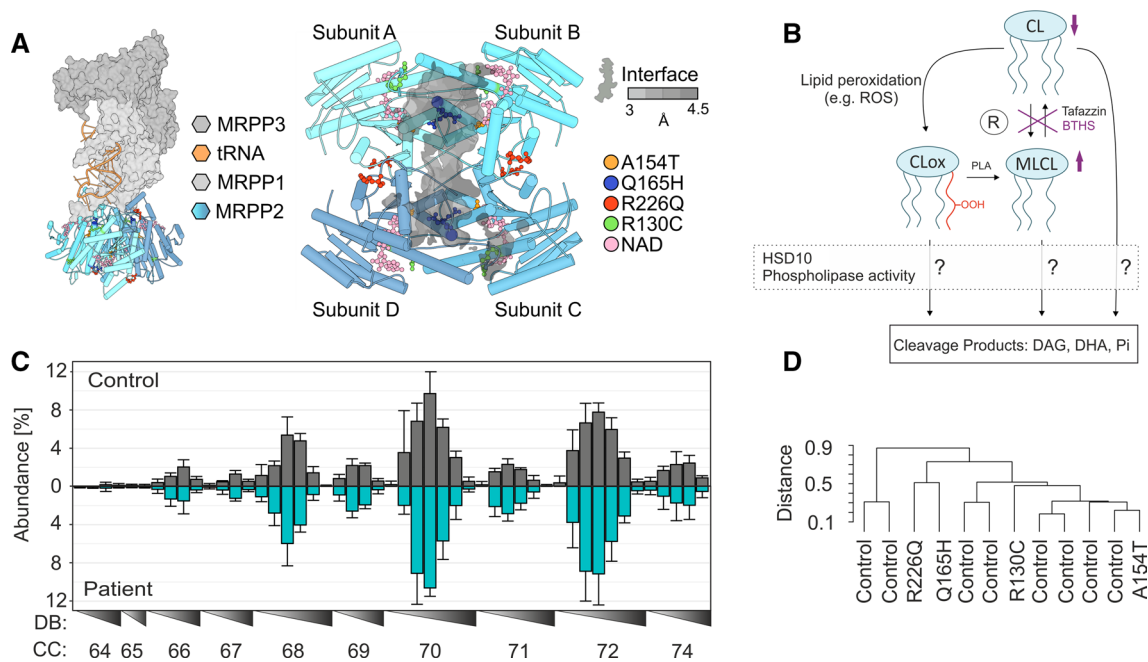 A
MRPP3
tRNA
MRPP1
MRPP2
Subunit A
Subunit B
Subunit D
Subunit C
Interface
3 4.5
Å
A154T
Q165H
R226Q
R130C
NAD
B
CL
Lipid peroxidation
(e.g. ROS)
R
Tafazzin
BTHS
CLox
PLA
MLCL
OOH
HSD10
Phospholipase activity
? ? ?
Cleavage Products: DAG, DHA, Pi
C
Control
Patient
Abundance [%]
12
8
4
0
4
8
12
DB:
CC: 64 65 66 67 68 69 70 71 72 74
D
Distance
0.9
0.5
0.1
Control
Control
R226Q
Q165H
Control
Control
R130C
Control
Control
Control
Control
A154T